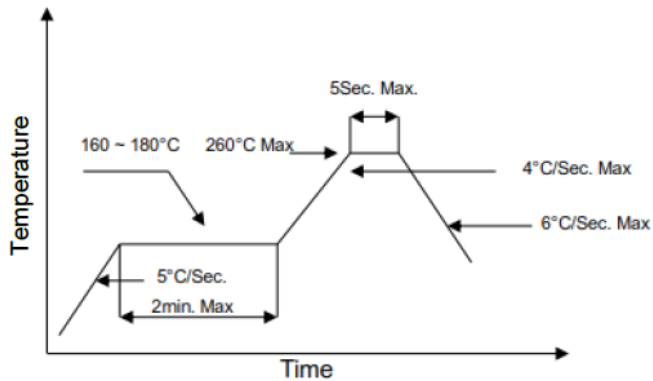 5Sec. Max.
160 ~ 180°C
260°C Max
4°C/Sec. Max
6°C/Sec. Max
5°C/Sec.
2min. Max
Temperature
Time